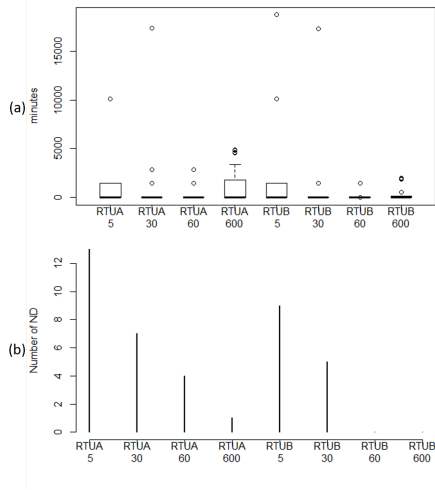 (a)
minutes
15000
10000
5000
0
RTUA RTUA RTUA RTUA RTUB RTUB RTUB RTUB
5 30 60 600 5 30 60 600
(b)
Number of ND
12
10
8
6
4
2
0
RTUA RTUA RTUA RTUA RTUB RTUB RTUB RTUB
5 30 60 600 5 30 60 600